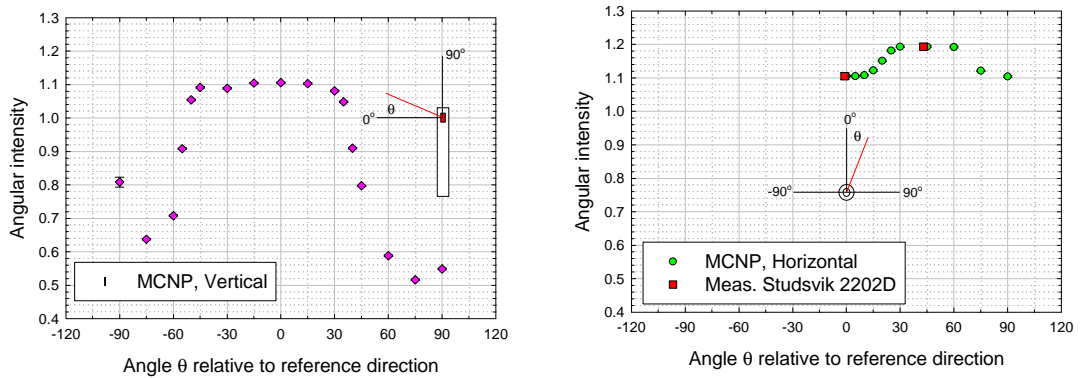 1.3
1.2
1.1
1.0
0.9
0.8
0.7
0.6
0.5
0.4
Angular intensity
90°
0°
θ
MCNP, Vertical
-120 -90 -60 -30 0 30 60 90 120
Angle θ relative to reference direction
1.3
1.2
1.1
1.0
0.9
0.8
0.7
0.6
0.5
0.4
Angular intensity
0°
θ
-90° 90°
MCNP, Horizontal
Meas. Studsvik 2202D
-120 -90 -60 -30 0 30 60 90 120
Angle θ relative to reference direction